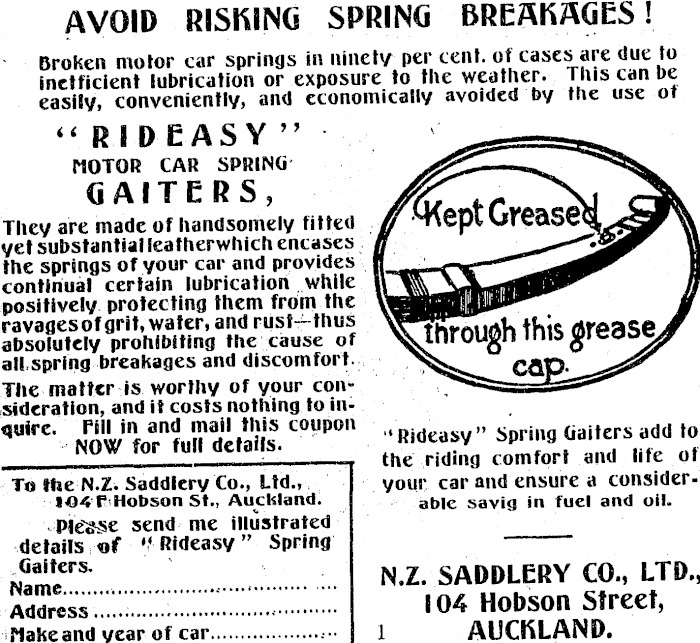 AVOID RISKING SPRING BREAKAGES!
Broken motor car springs in ninety per cent. of cases are due to
inefficient lubrication or exposure to the weather. This can be
easily, conveniently, and economically avoided by the use of
“RIDEASY”
MOTOR CAR SPRING
GAITERS,
They are made of handsomely fitted
yet substantial leather which encases
the springs of your car and provides
continual certain lubrication while
positively protecting them from the
ravages of grit, water, and rust—thus
absolutely prohibiting the cause of
all spring breakages and discomfort.
The matter is worthy of your con-
sideration, and it costs nothing to in-
quire. Fill in and mail this coupon
NOW for full details.
To the N.Z. Saddlery Co., Ltd.,
104F Hobson St., Auckland.
Please send me illustrated
details of “Rideasy” Spring
Gaiters.
Name..................................
Address ..............................
Make and year of car....................
Kept Greased
through this grease
cap.
“Rideasy” Spring Gaiters add to
the riding comfort and life of
your car and ensure a consider-
able savig in fuel and oil.
N.Z. SADDLERY CO., LTD.,
104 Hobson Street,
1 AUCKLAND.